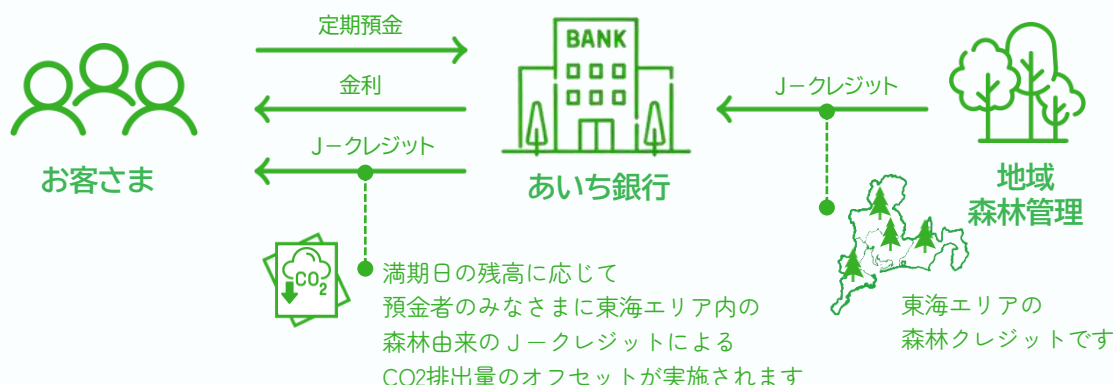 定期預金
BANK
金利
J-クレジット
J-クレジット
お客さま
あいち銀行
地域
森林管理
CO2
満期日の残高に応じて
預金者のみなさまに東海エリア内の
森林由来のJ-クレジットによる
CO2排出量のオフセットが実施されます
東海エリアの
森林クレジットです